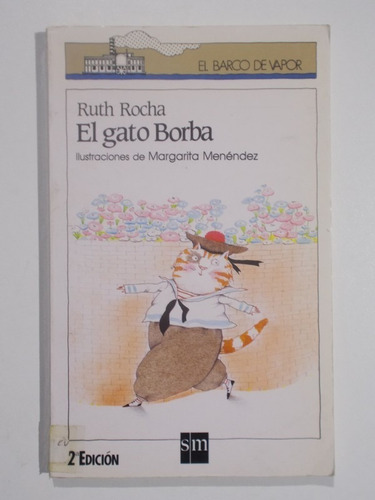 EL BARCO DE VAPOR
Ruth Rocha
El gato Borba
Ilustraciones de Margarita Menéndez
sm
2ª EDICIÓN